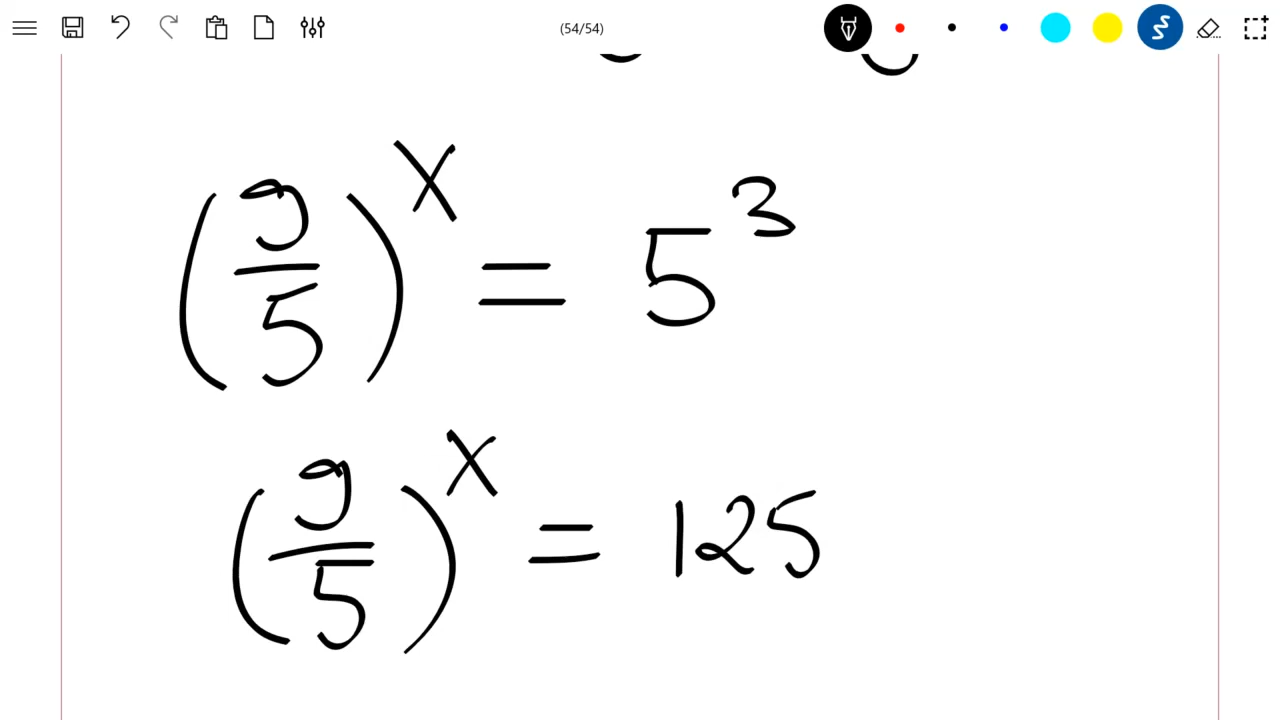 (54/54)
(9/5)^x = 5^3
(9/5)^x = 125